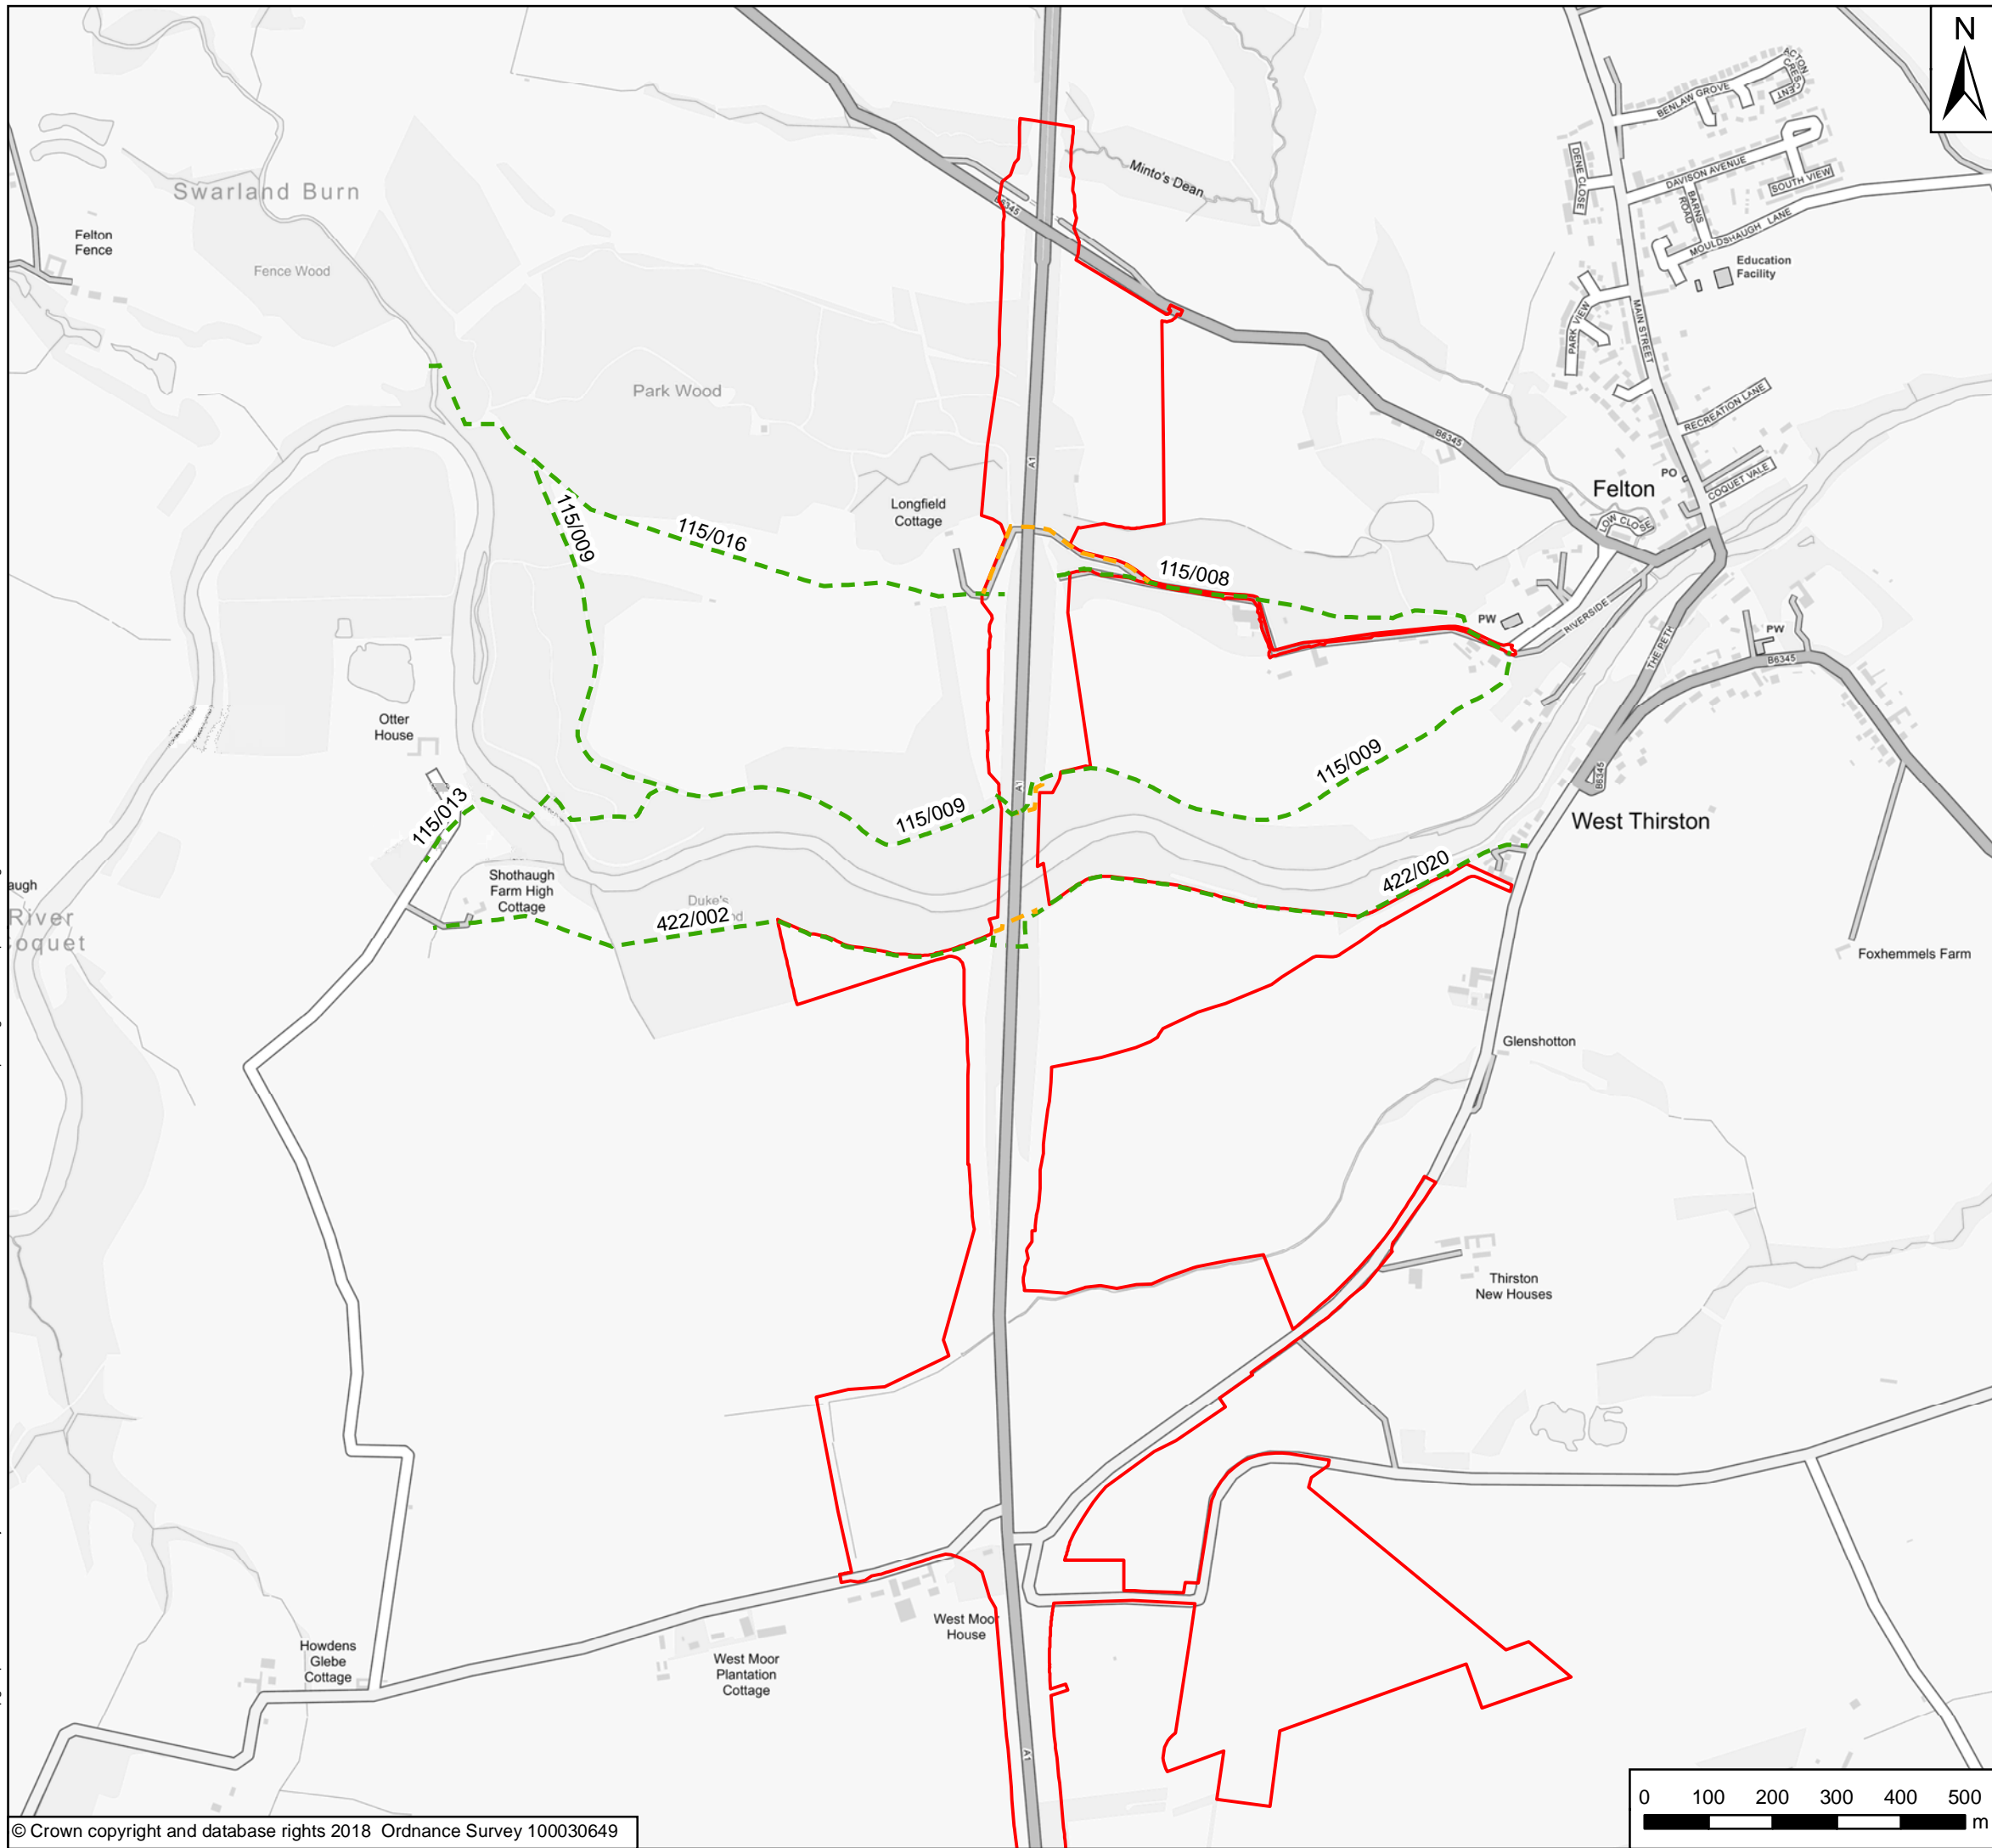 N
ACTON CRESCENT
BENLAW GROVE
DENE CLOSE
DAVISON AVENUE
SOUTH VIEW
BARNS ROAD
MOULDSHAUGH LANE
Education
Facility
Minto's Dean
Swarland Burn
Felton
Fence
Fence Wood
B6345
PARK VIEW
MAIN STREET
Park Wood
A1
RECREATION LANE
B6345
PO
COQUET VALE
Felton
LOW CLOSE
Longfield
Cottage
115/009
115/016
115/008
PW
RIVERSIDE
THE PETH
PW
B6345
Otter
House
115/009
B6345
A1
115/013
115/009
West Thirston
422/020
Shothaugh
Farm High
Cottage
augh
River
oquet
Duke's
422/002
Foxhemmels Farm
Glenshotton
Thirston
New Houses
West Moor
House
Howdens
Glebe
Cottage
West Moor
Plantation
Cottage
A1
0 100 200 300 400 500
m
© Crown copyright and database rights 2018 Ordnance Survey 100030649